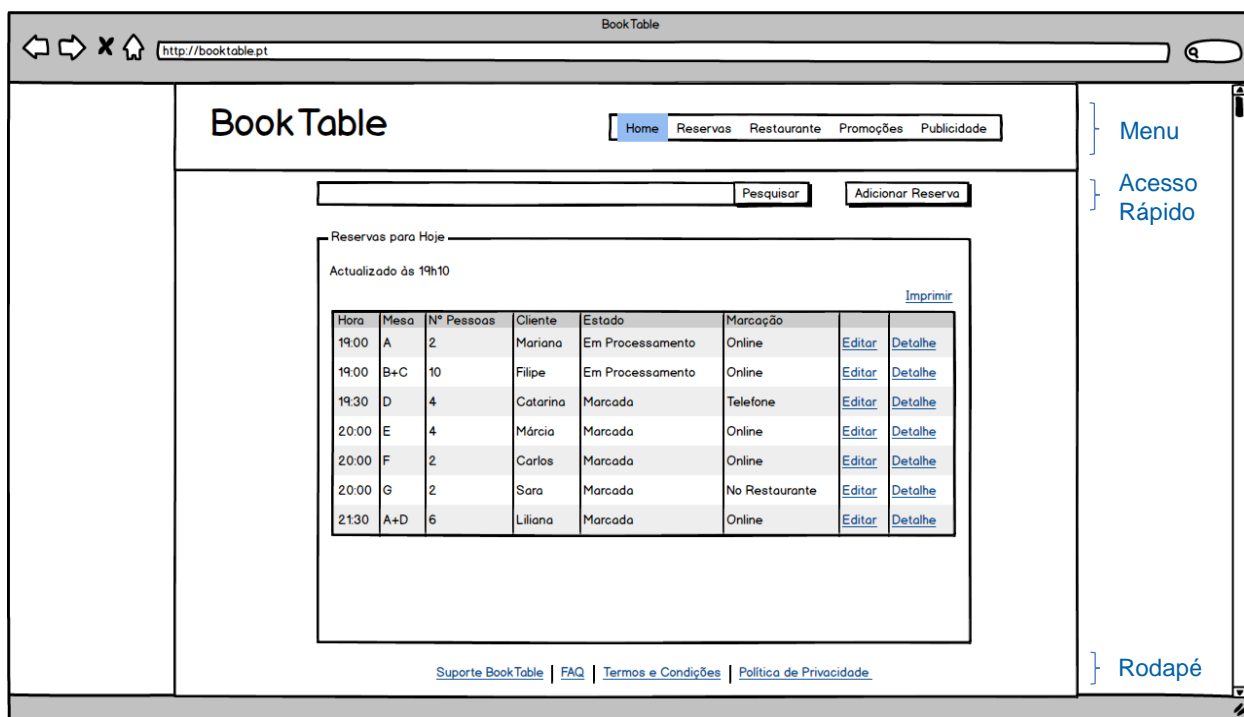 BookTable
http://booktable.pt
BookTable
Home Reservas Restaurante Promoções Publicidade
Menu
Pesquisar Adicionar Reserva
Acesso
Rápido
Reservas para Hoje
Actualizado às 19h10
Imprimir
Hora Mesa Nº Pessoas Cliente Estado Marcação
19:00 A 2 Mariana Em Processamento Online Editar Detalhe
19:00 B+C 10 Filipe Em Processamento Online Editar Detalhe
19:30 D 4 Catarina Marcada Telefone Editar Detalhe
20:00 E 4 Márcia Marcada Online Editar Detalhe
20:00 F 2 Carlos Marcada Online Editar Detalhe
20:00 G 2 Sara Marcada No Restaurante Editar Detalhe
21:30 A+D 6 Liliana Marcada Online Editar Detalhe
Suporte BookTable | FAQ | Termos e Condições | Política de Privacidade
Rodapé